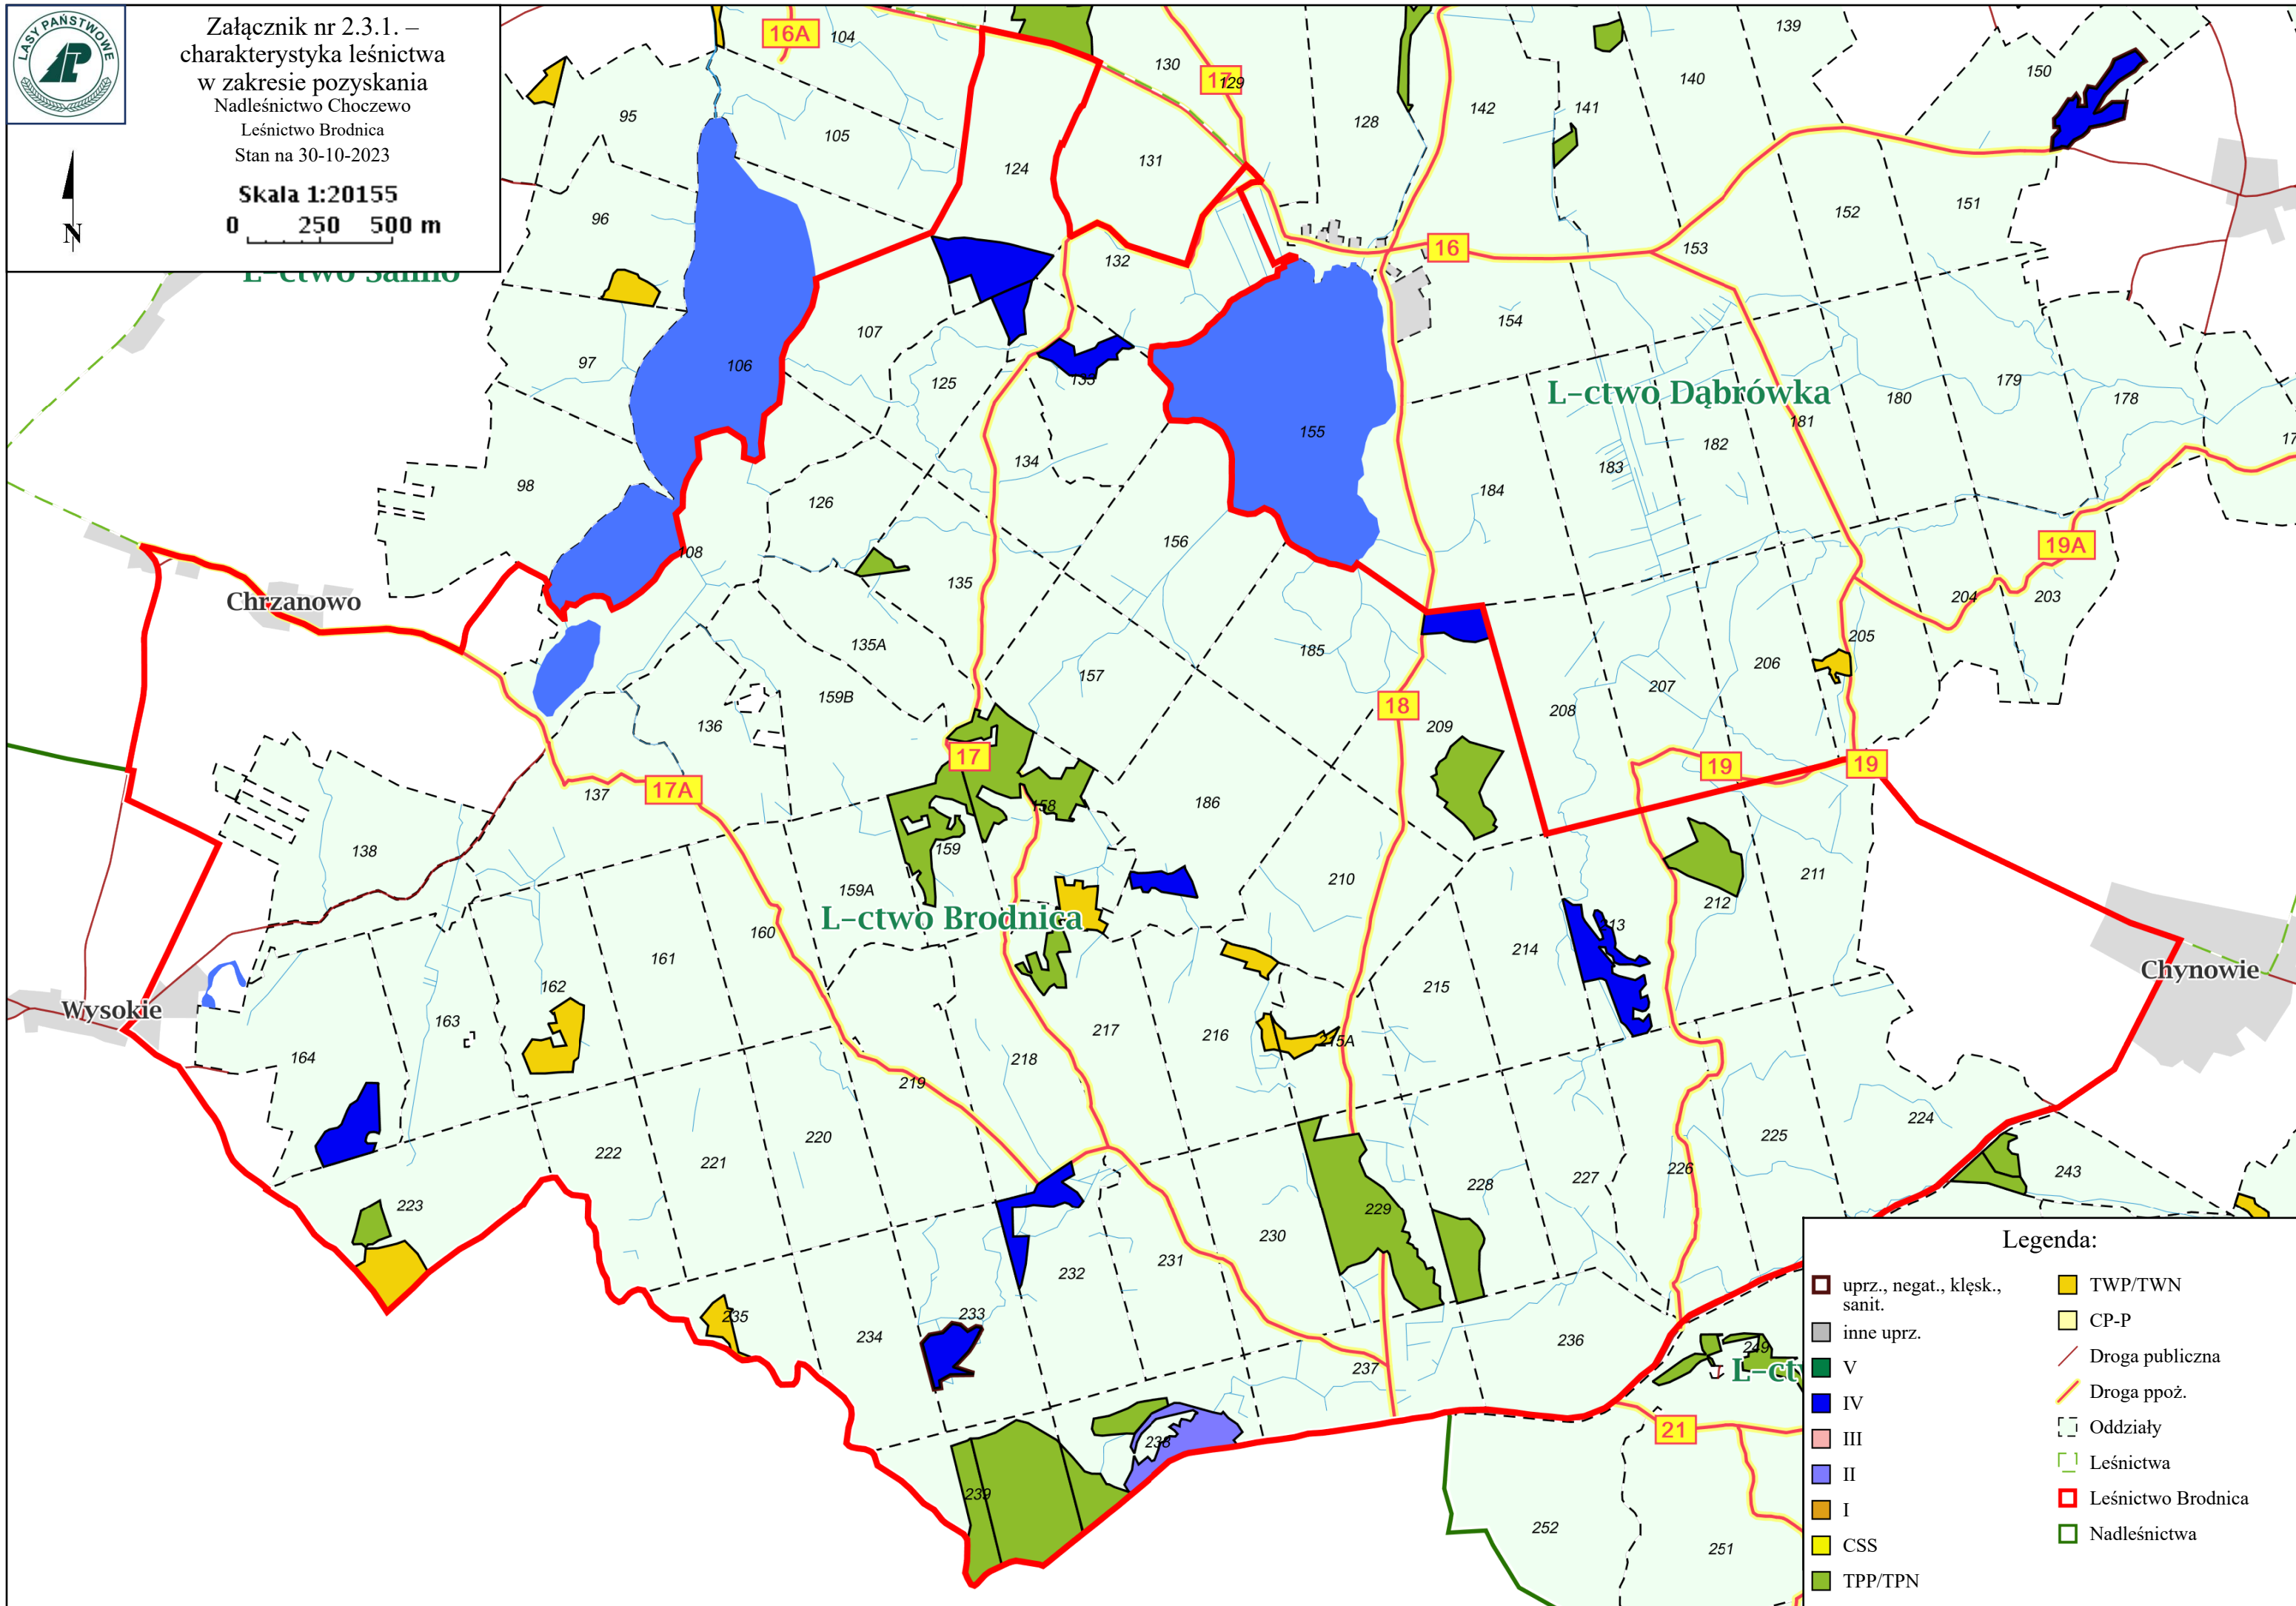 LASY PAŃSTWOWE
Załącznik nr 2.3.1. –
charakterystyka leśnictwa
w zakresie pozyskania
Nadleśnictwo Choczewo
Leśnictwo Brodnica
Stan na 30-10-2023
Skala 1:20155
0 250 500 m
N
16A
104
130
17
129
139
150
140
95
105
128
142
141
131
124
96
152
151
132
16
153
107
154
97
106
125
133
L-ctwo Dąbrówka
179
180
178
155
181
182
134
183
98
126
184
156
108
19A
135
Chrzanowo
204
203
205
135A
185
206
157
207
159B
18
208
136
209
17
19
19
17A
137
158
186
138
159
210
211
159A
212
L-ctwo Brodnica
213
160
214
161
Chynowie
162
215
Wysokie
163
217
216
215A
164
218
219
224
220
225
222
221
226
243
227
228
223
229
230
231
232
233
235
234
236
249
237
21
238
239
252
251
Legenda:
uprz., negat., klęsk.,
sanit.
inne uprz.
V
IV
III
II
I
CSS
TPP/TPN
TWP/TWN
CP-P
Droga publiczna
Droga ppoż.
Oddziały
Leśnictwa
Leśnictwo Brodnica
Nadleśnictwa